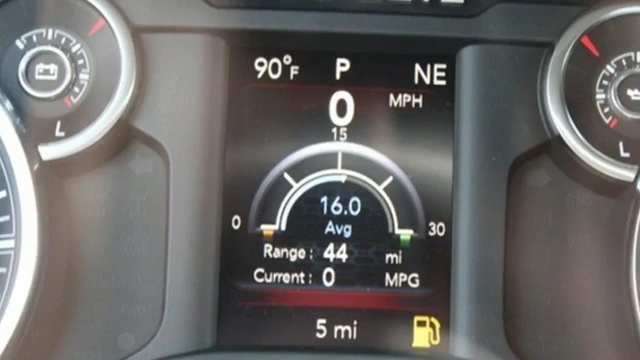 90°F P NE
0 MPH
15
16.0
0 Avg 30
Range: 44 mi
Current: 0 MPG
5 mi
L
L